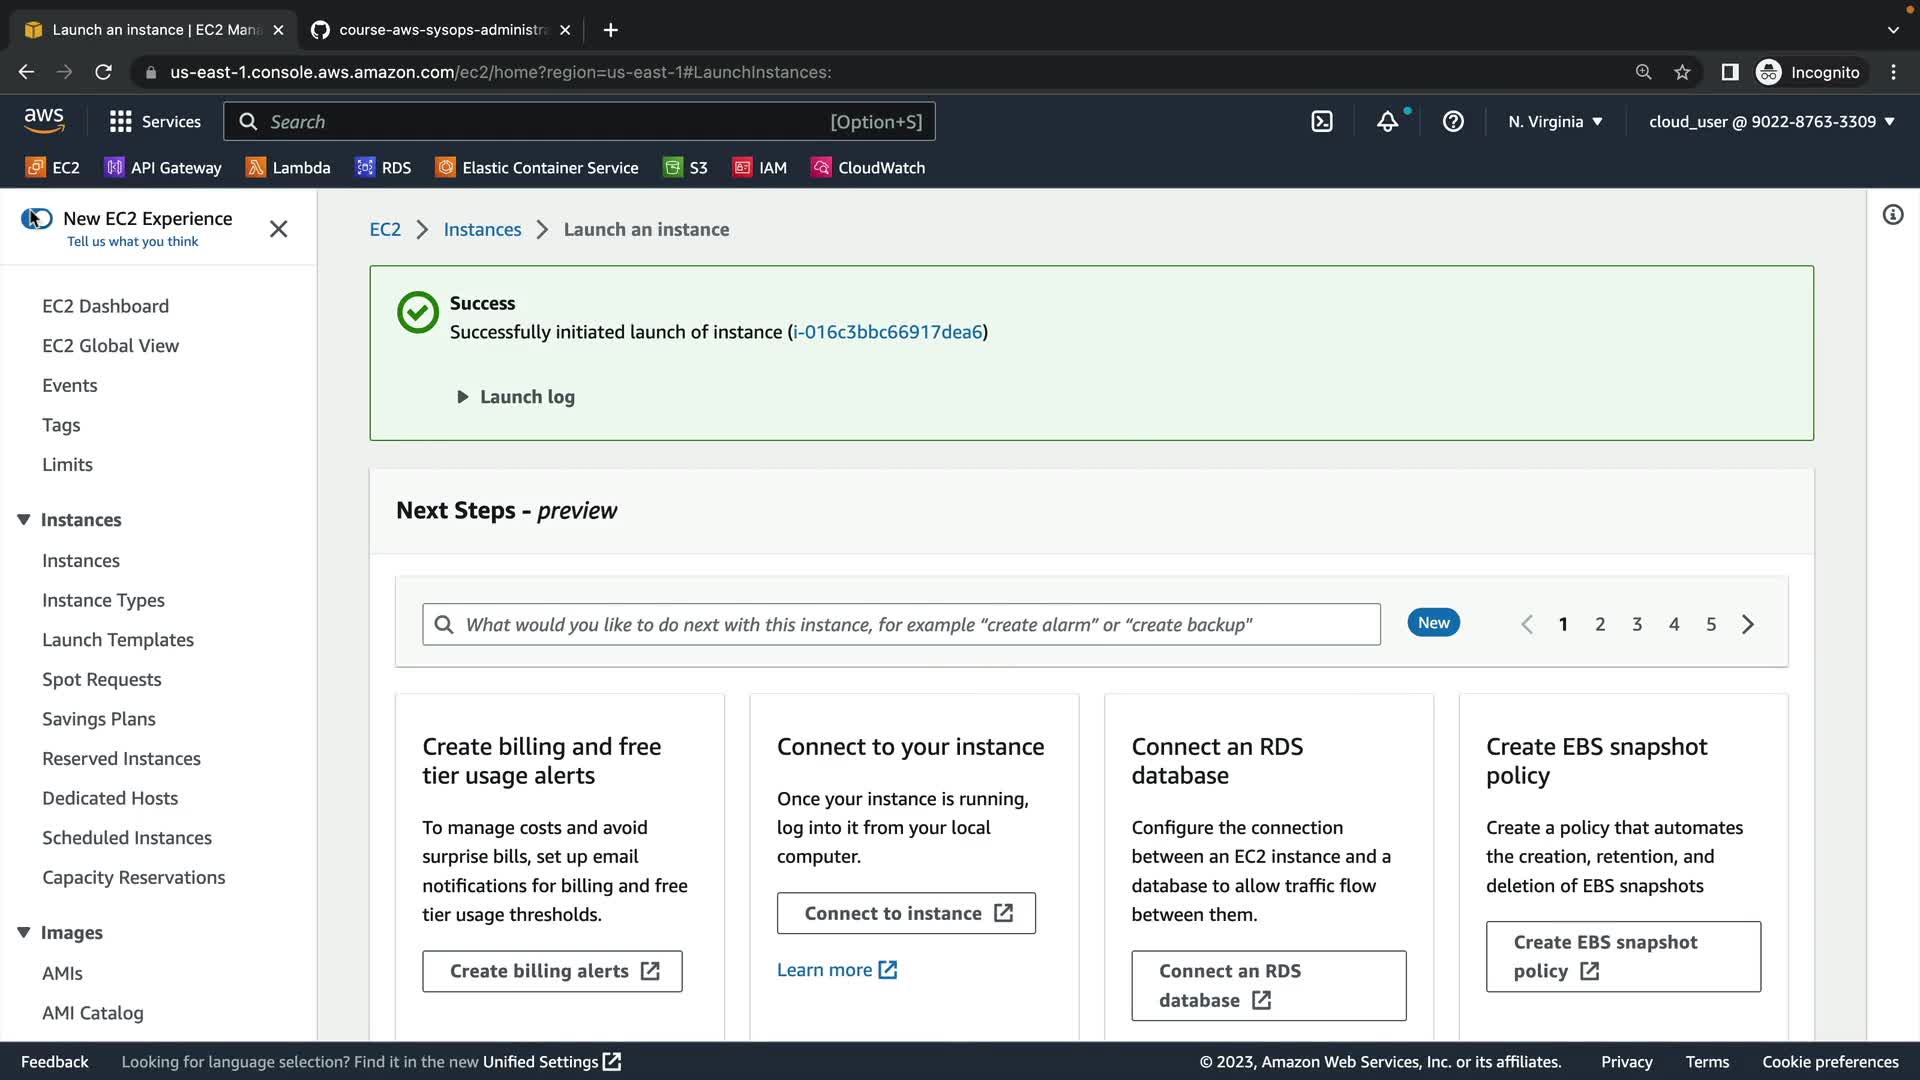 Launch an instance | EC2 Mana
course-aws-sysops-administra
us-east-1.console.aws.amazon.com/ec2/home?region=us-east-1#LaunchInstances:
Incognito
aws
Services
Search
[Option+S]
N. Virginia
cloud_user @ 9022-8763-3309
EC2
API Gateway
Lambda
RDS
Elastic Container Service
S3
IAM
CloudWatch
New EC2 Experience
Tell us what you think
EC2 Dashboard
EC2 Global View
Events
Tags
Limits
Instances
Instances
Instance Types
Launch Templates
Spot Requests
Savings Plans
Reserved Instances
Dedicated Hosts
Scheduled Instances
Capacity Reservations
Images
AMIs
AMI Catalog
EC2 > Instances > Launch an instance
Success
Successfully initiated launch of instance (i-016c3bbc66917dea6)
Launch log
Next Steps - preview
What would you like to do next with this instance, for example “create alarm” or “create backup"
New
1 2 3 4 5
Create billing and free
tier usage alerts
To manage costs and avoid
surprise bills, set up email
notifications for billing and free
tier usage thresholds.
Create billing alerts
Connect to your instance
Once your instance is running,
log into it from your local
computer.
Connect to instance
Learn more
Connect an RDS
database
Configure the connection
between an EC2 instance and a
database to allow traffic flow
between them.
Connect an RDS
database
Create EBS snapshot
policy
Create a policy that automates
the creation, retention, and
deletion of EBS snapshots
Create EBS snapshot
policy
Feedback
Looking for language selection? Find it in the new Unified Settings
© 2023, Amazon Web Services, Inc. or its affiliates.
Privacy
Terms
Cookie preferences